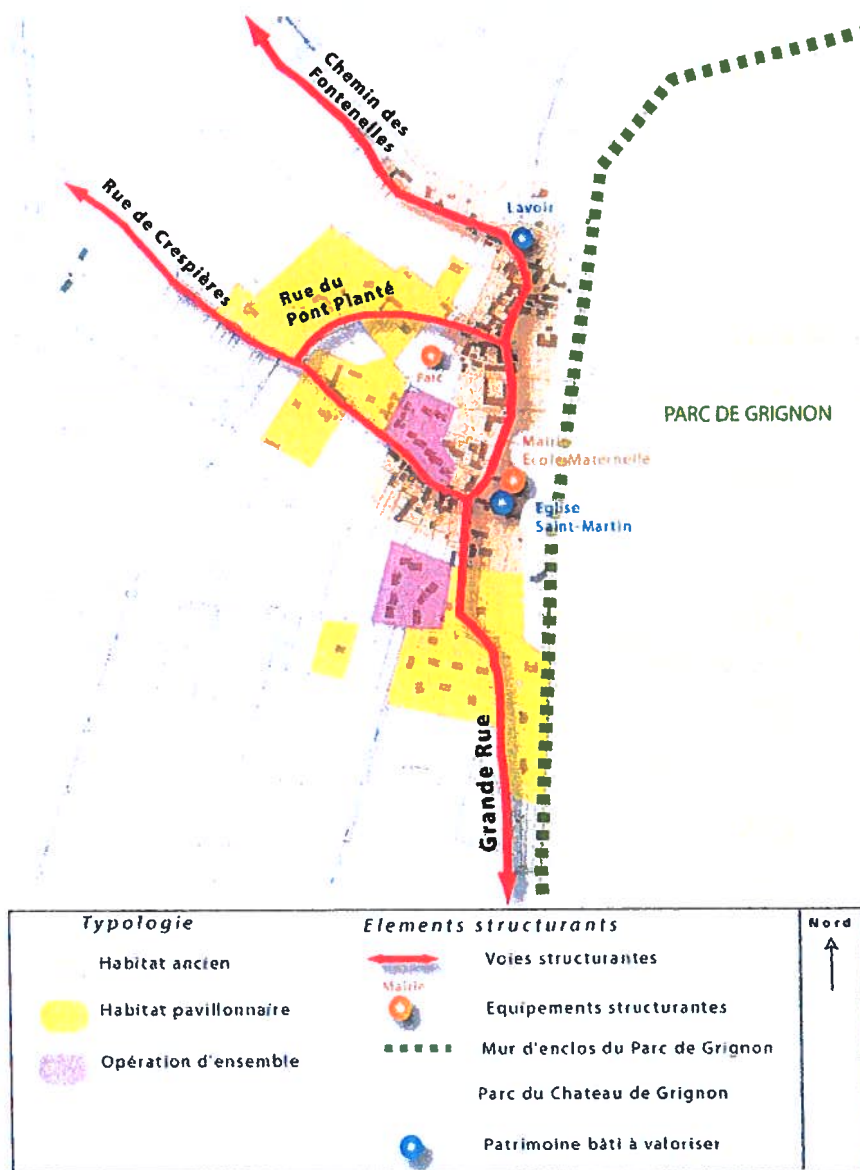 Chemin des
Fontenelles
Rue de Crespières
Lavoir
Rue du
Pont Planté
Parc
PARC DE GRIGNON
Mairie
Ecole Maternelle
Eglise
Saint-Martin
Grande Rue
Typologie
Habitat ancien
Habitat pavillonnaire
Opération d'ensemble
Elements structurants
Voies structurantes
Mairie
Equipements structurantes
Mur d'enclos du Parc de Grignon
Parc du Chateau de Grignon
Patrimoine bâti à valoriser
Nord